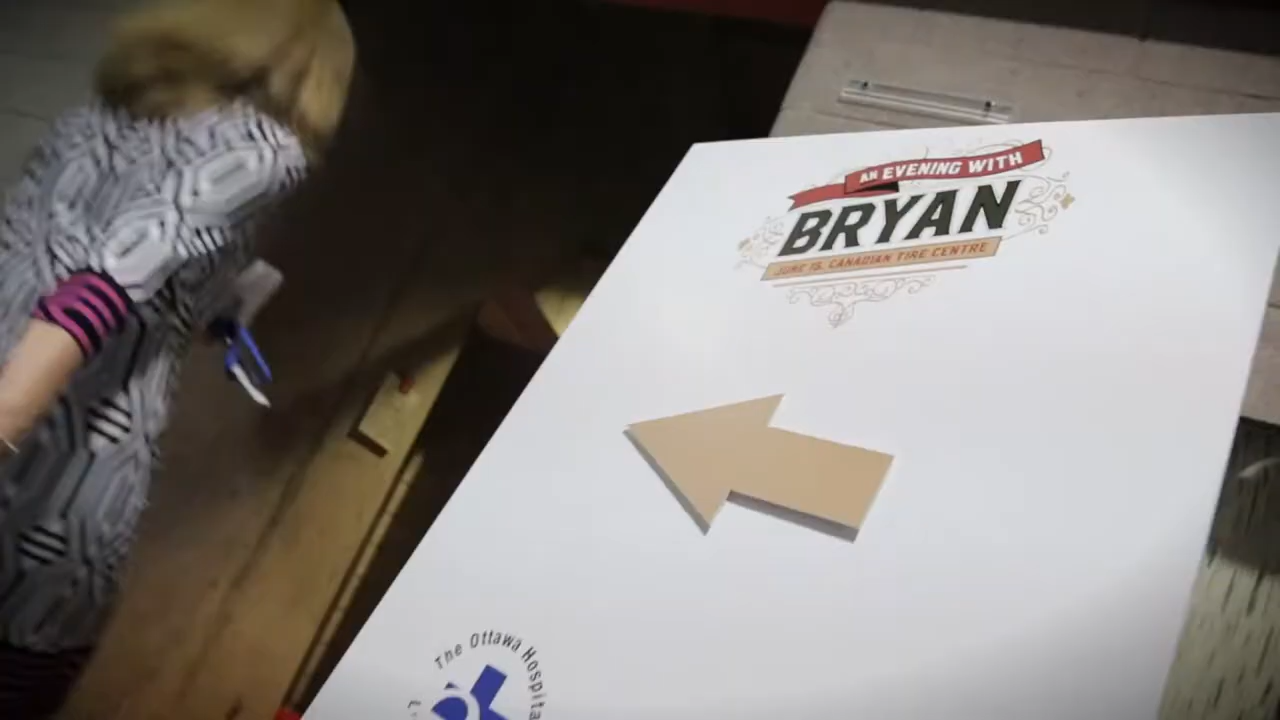 AN EVENING WITH
BRYAN
JUNE 15, CANADIAN TIRE CENTRE
The Ottawa Hospital